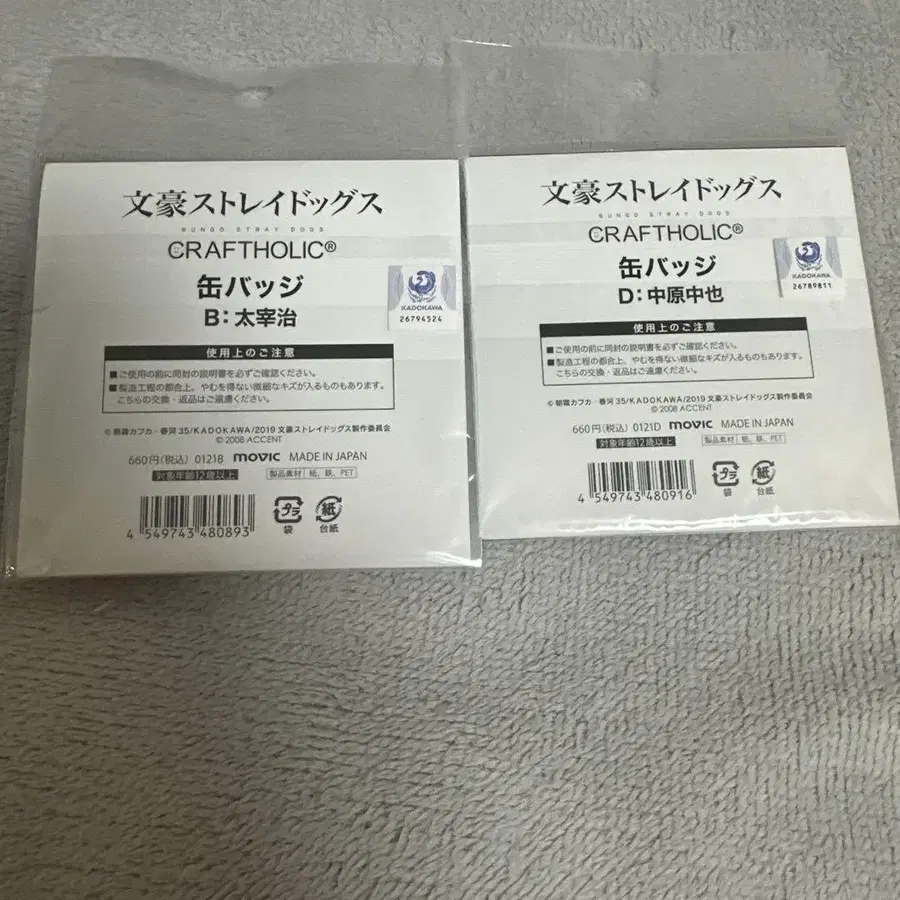 文豪ストレイドッグス
BUNGO STRAY DOGS
CRAFTHOLIC®
缶バッジ
B：太宰治
KADOKAWA
26794524
使用上のご注意
■ご使用の前に同封の説明書を必ずご確認ください。
■製造工程の都合上、やむを得ない微細なキズが入るものもあります。
こちらの交換・返品はご遠慮ください。
© 朝霧カフカ・春河35/KADOKAWA/2019 文豪ストレイドッグス製作委員会
© 2008 ACCENT
660円(税込) 0121B movic MADE IN JAPAN
対象年齢12歳以上 製品素材 紙、鉄、PET
4 549743 480893
プラ
袋
紙
台紙
文豪ストレイドッグス
BUNGO STRAY DOGS
CRAFTHOLIC®
缶バッジ
D：中原中也
KADOKAWA
26789811
使用上のご注意
■ご使用の前に同封の説明書を必ずご確認ください。
■製造工程の都合上、やむを得ない微細なキズが入るものもあります。
こちらの交換・返品はご遠慮ください。
© 朝霧カフカ・春河35/KADOKAWA/2019 文豪ストレイドッグス製作委員会
© 2008 ACCENT
660円(税込) 0121D movic MADE IN JAPAN
対象年齢12歳以上 製品素材 紙、鉄、PET
4 549743 480916
プラ
袋
紙
台紙